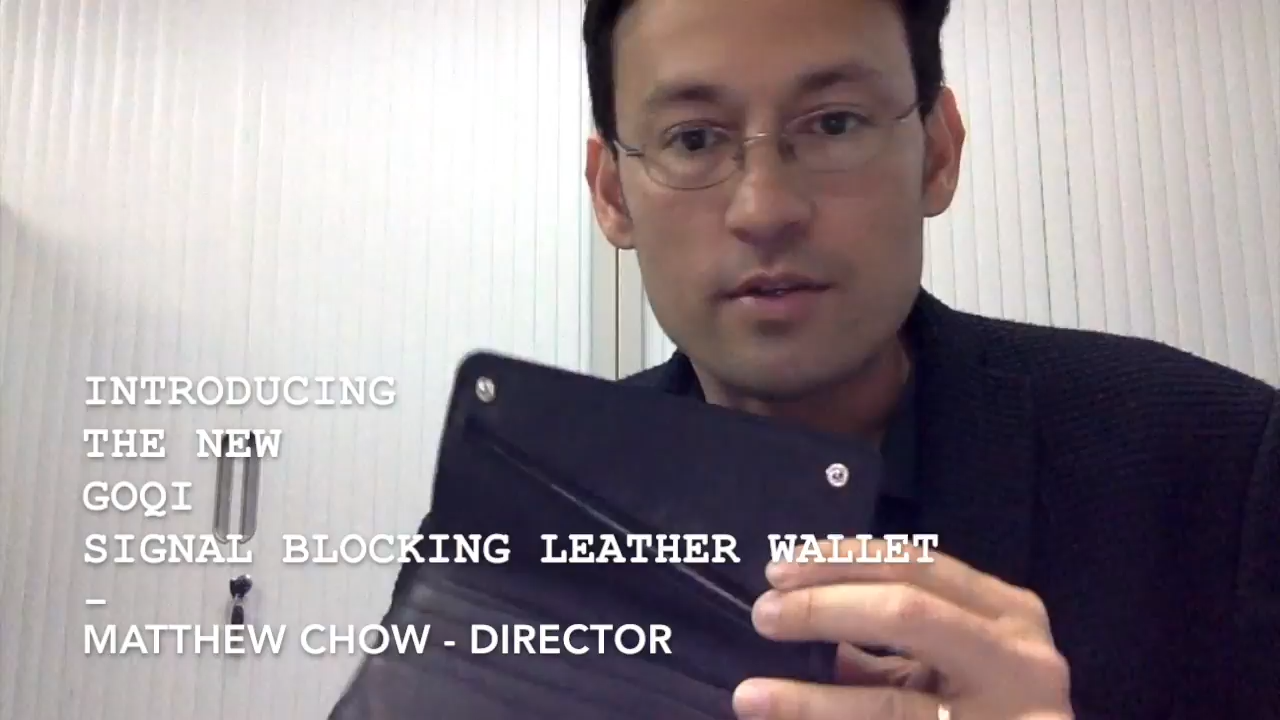 INTRODUCING
THE NEW
GOQI
SIGNAL BLOCKING LEATHER WALLET
–
MATTHEW CHOW - DIRECTOR